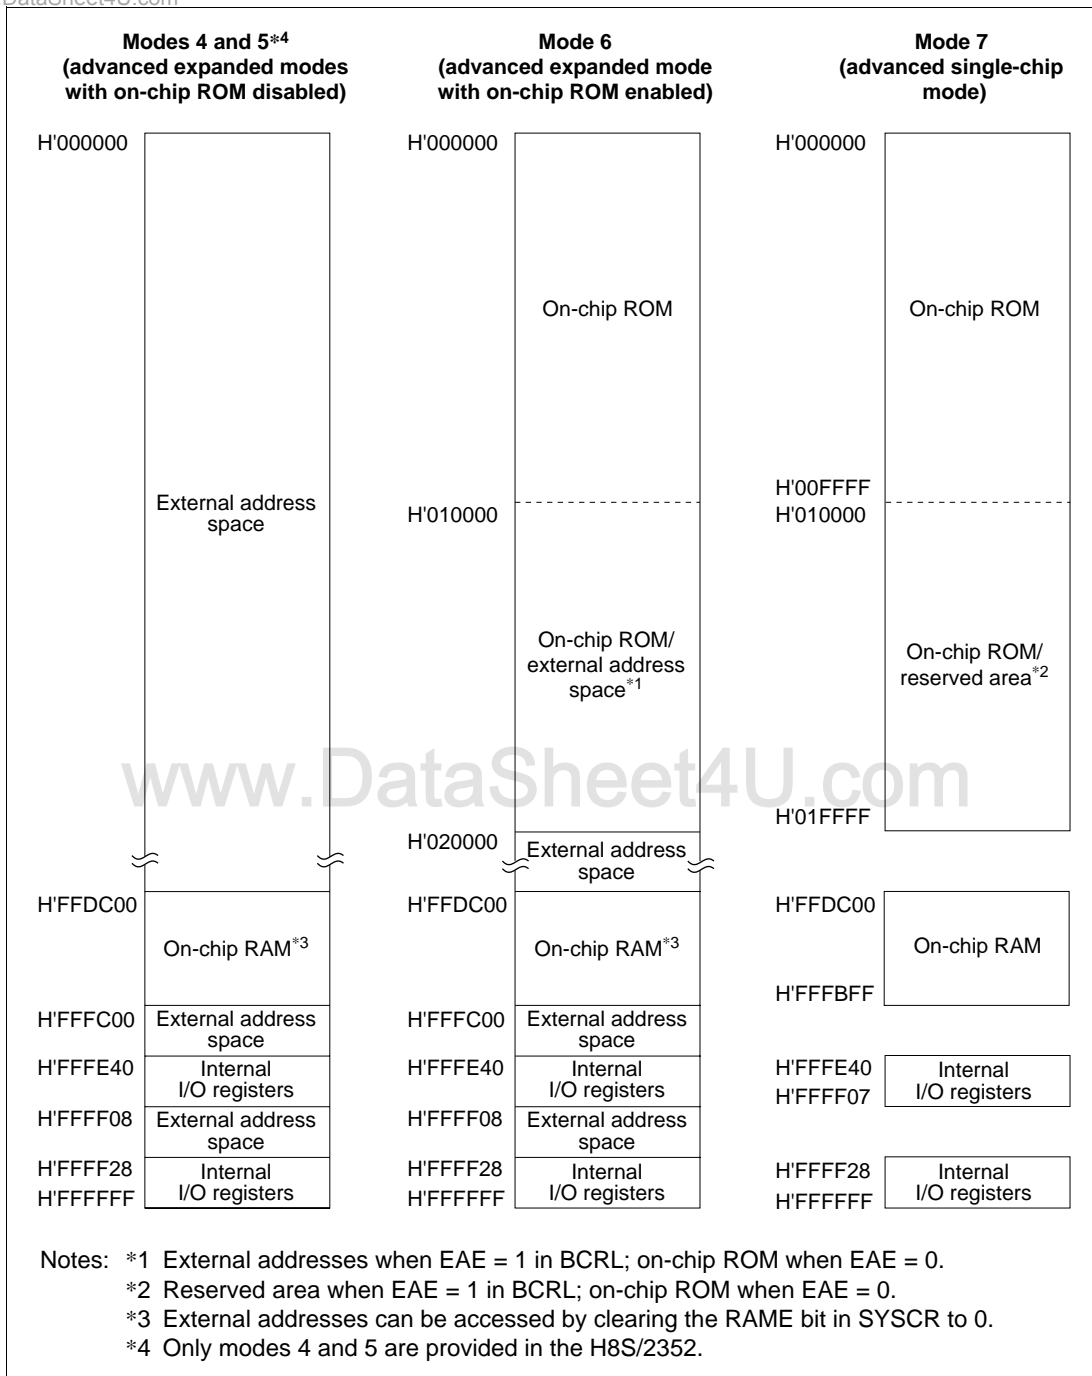 DataSheet4U.com
Modes 4 and 5*4
(advanced expanded modes
with on-chip ROM disabled)
Mode 6
(advanced expanded mode
with on-chip ROM enabled)
Mode 7
(advanced single-chip
mode)
H'000000
External address
space
H'FFDC00
On-chip RAM*3
H'FFFC00
External address
space
H'FFFE40
Internal
I/O registers
H'FFFF08
External address
space
H'FFFF28
Internal
I/O registers
H'FFFFFF
H'000000
On-chip ROM
H'010000
On-chip ROM/
external address
space*1
H'020000
External address
space
H'FFDC00
On-chip RAM*3
H'FFFC00
External address
space
H'FFFE40
Internal
I/O registers
H'FFFF08
External address
space
H'FFFF28
Internal
I/O registers
H'FFFFFF
H'000000
On-chip ROM
H'00FFFF
H'010000
On-chip ROM/
reserved area*2
H'01FFFF
H'FFDC00
On-chip RAM
H'FFFBFF
H'FFFE40
Internal
I/O registers
H'FFFF07
H'FFFF28
Internal
I/O registers
H'FFFFFF
www.DataSheet4U.com
Notes: *1 External addresses when EAE = 1 in BCRL; on-chip ROM when EAE = 0.
*2 Reserved area when EAE = 1 in BCRL; on-chip ROM when EAE = 0.
*3 External addresses can be accessed by clearing the RAME bit in SYSCR to 0.
*4 Only modes 4 and 5 are provided in the H8S/2352.